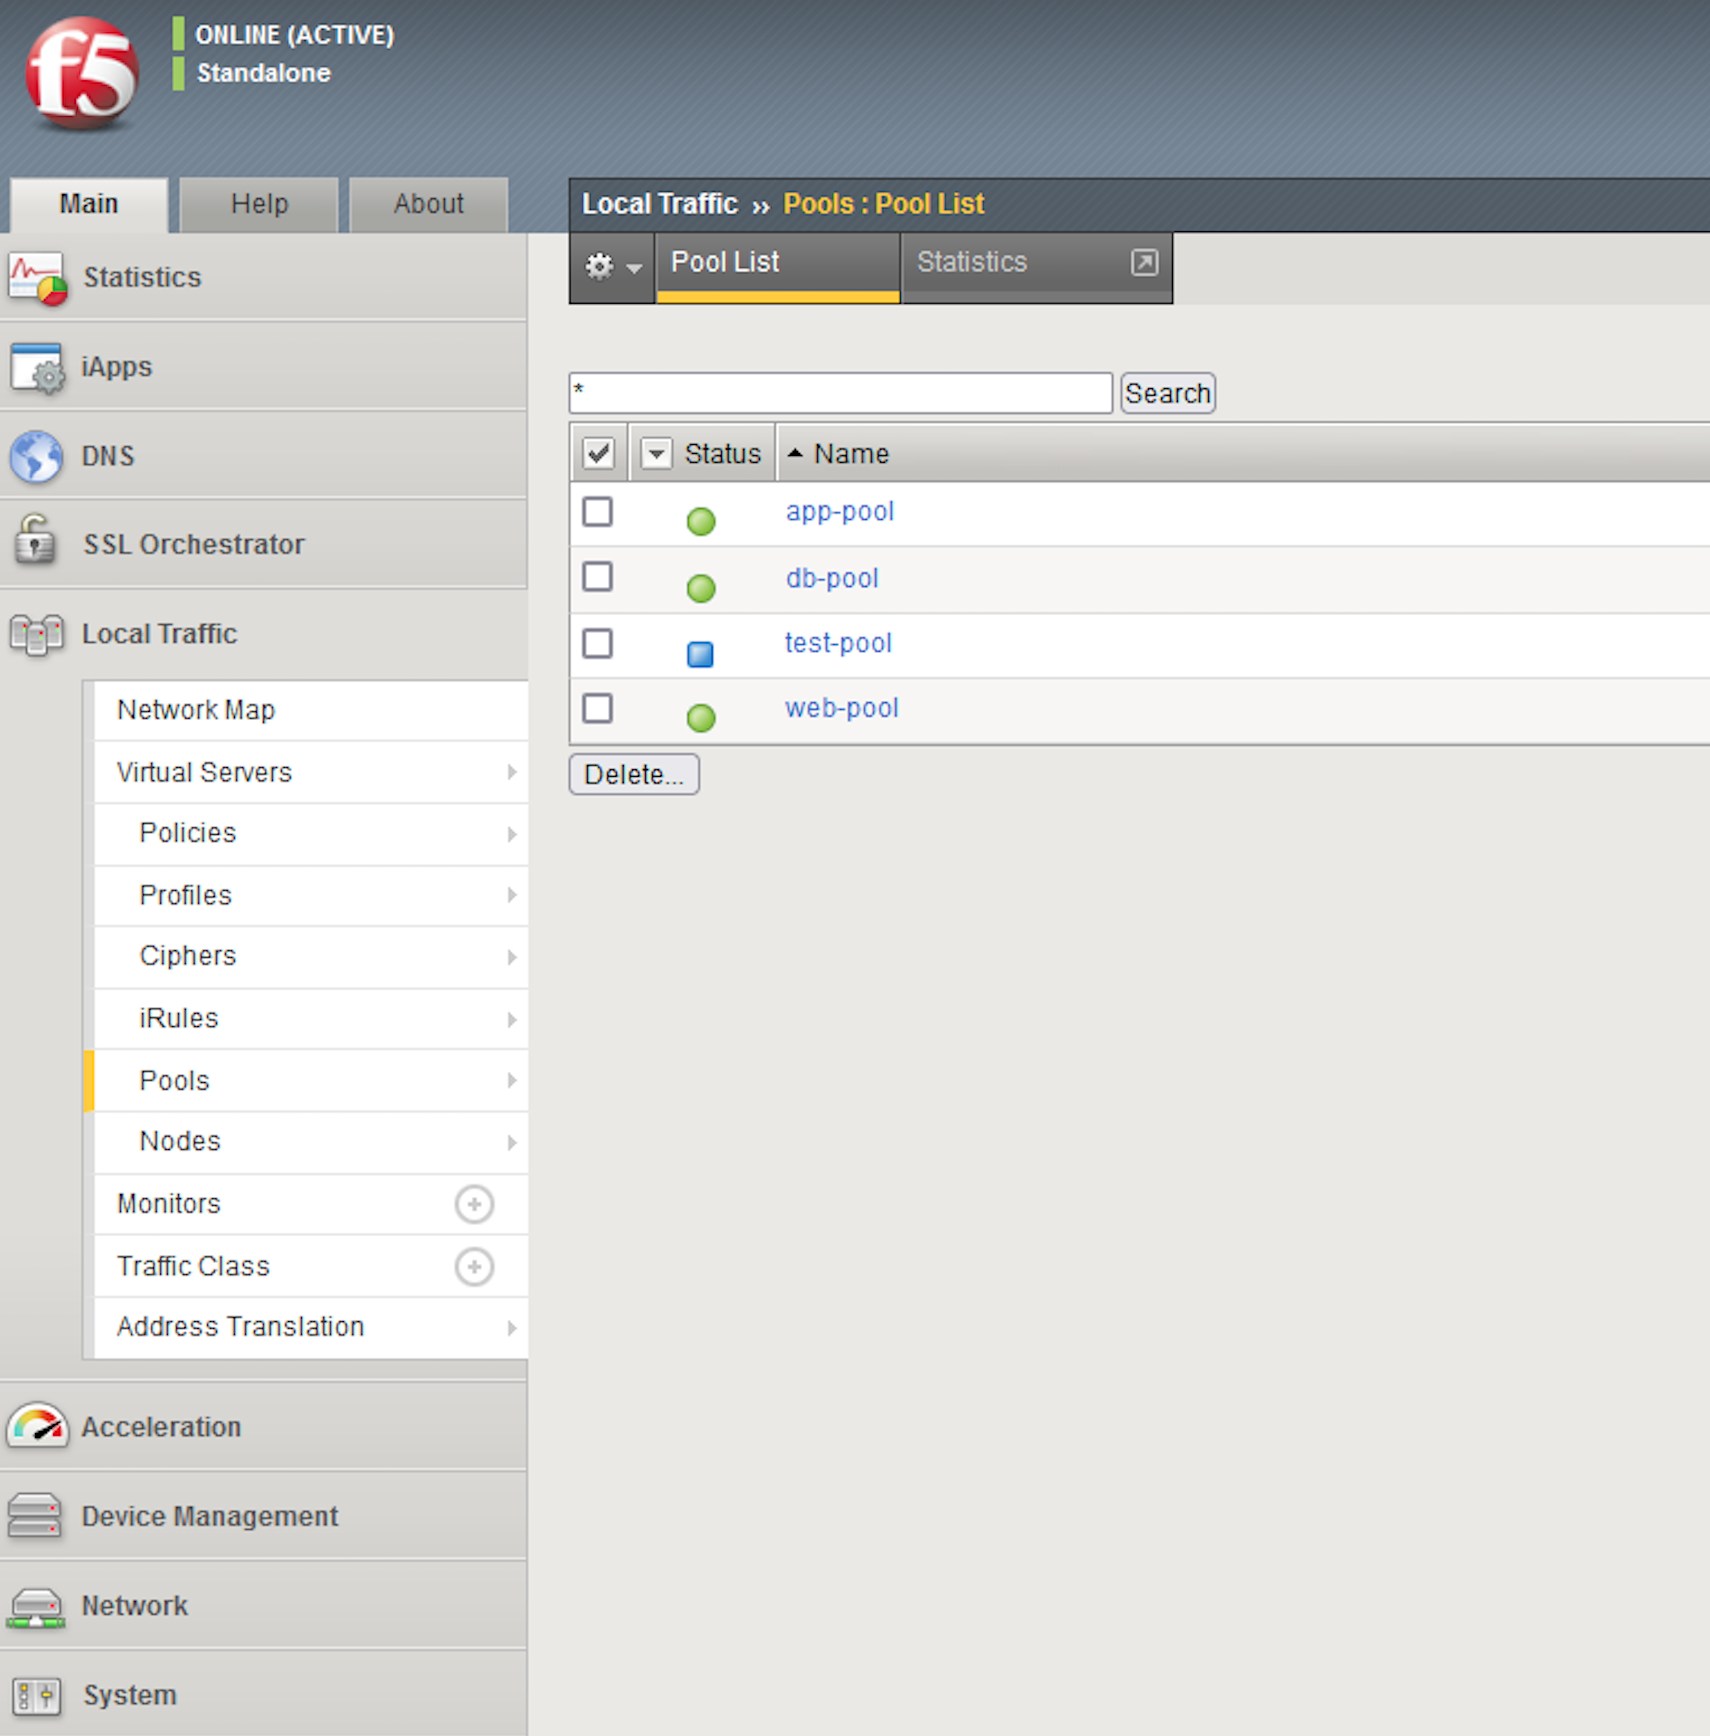 f5
ONLINE (ACTIVE)
Standalone
Main
Help
About
Local Traffic ›› Pools : Pool List
Pool List
Statistics
Statistics
iApps
DNS
SSL Orchestrator
Local Traffic
Network Map
Virtual Servers
Policies
Profiles
Ciphers
iRules
Pools
Nodes
Monitors
Traffic Class
Address Translation
Acceleration
Device Management
Network
System
*
Search
Status
Name
app-pool
db-pool
test-pool
web-pool
Delete...